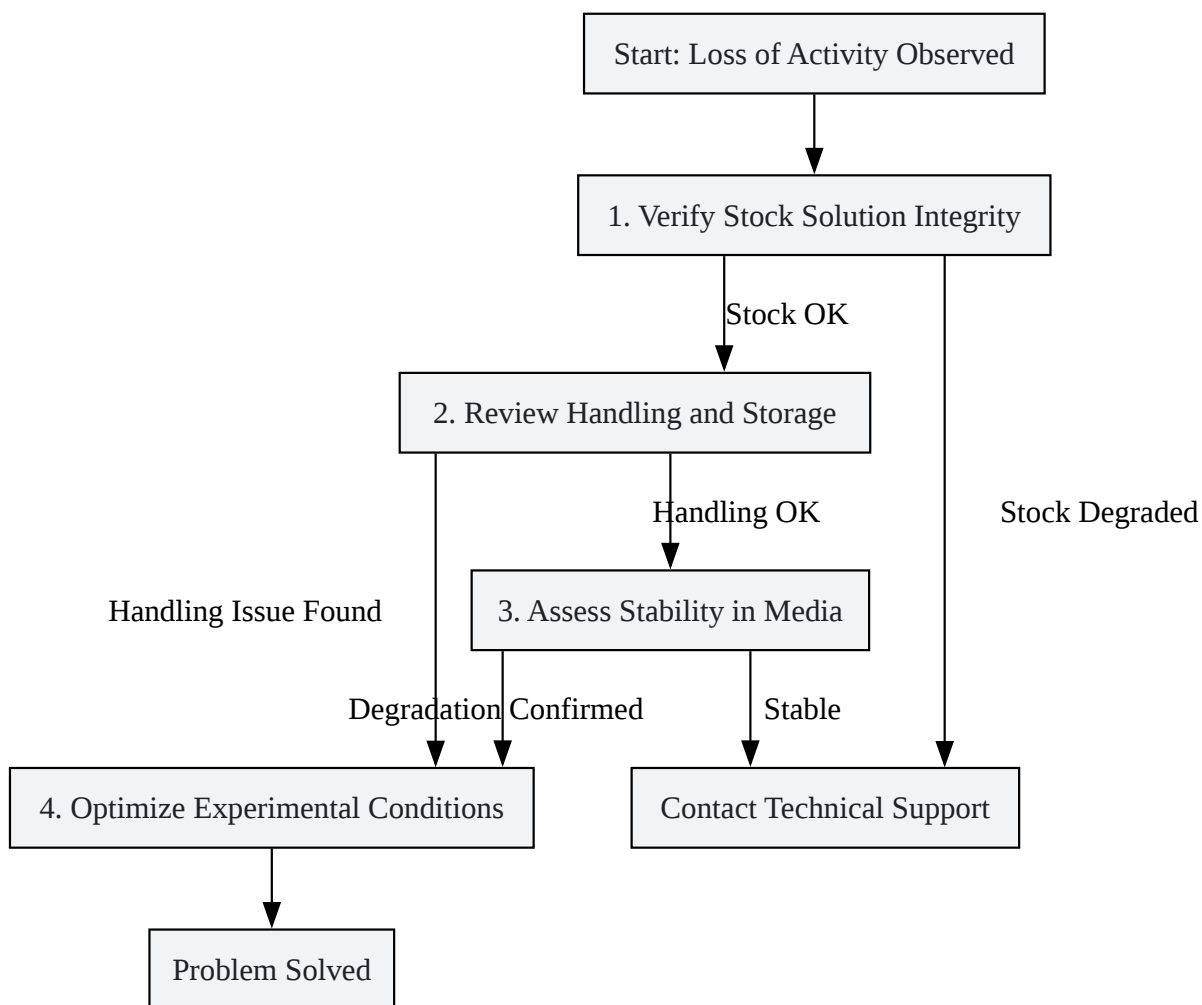 Start: Loss of Activity Observed
1. Verify Stock Solution Integrity
Stock OK
2. Review Handling and Storage
Handling OK
Stock Degraded
3. Assess Stability in Media
Handling Issue Found
Degradation Confirmed
Stable
4. Optimize Experimental Conditions
Contact Technical Support
Problem Solved